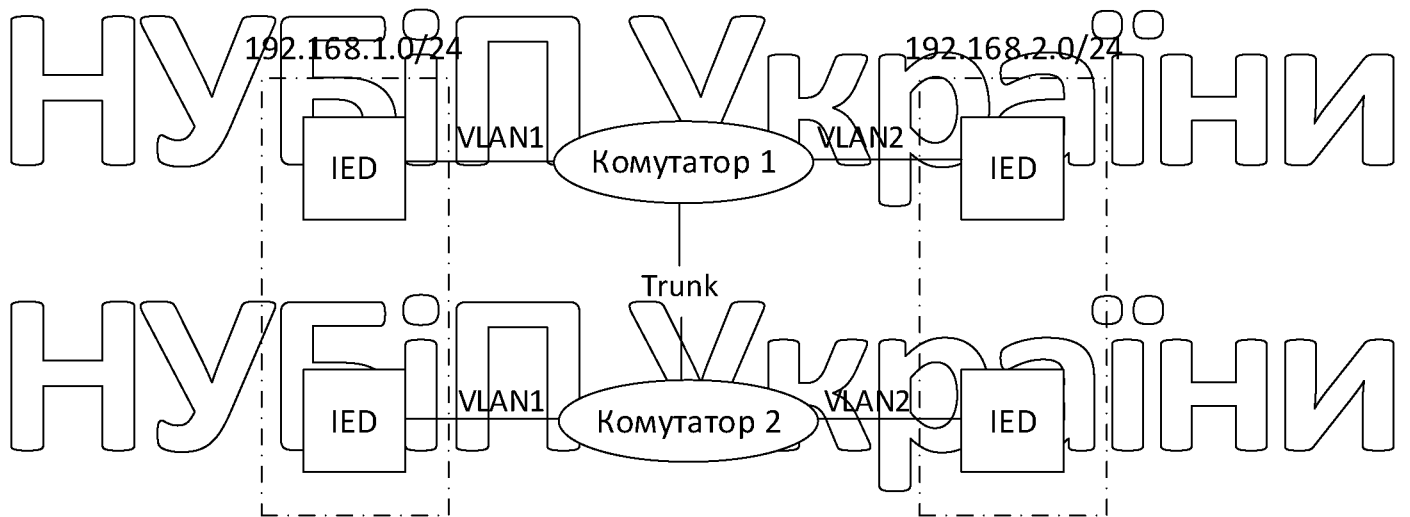 НУБіП України
192.168.1.0/24 192.168.2.0/24
IED VLAN1 Комутатор 1 VLAN2 IED
Trunk
НУБіП України
IED VLAN1 Комутатор 2 VLAN2 IED